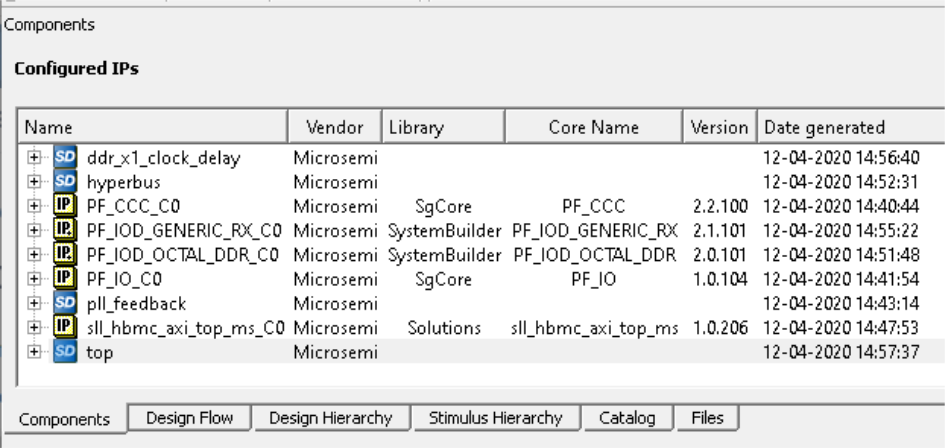 Components
Configured IPs
Name Vendor Library Core Name Version Date generated
SD ddr_x1_clock_delay Microsemi 12-04-2020 14:56:40
SD hyperbus Microsemi 12-04-2020 14:52:31
IP PF_CCC_C0 Microsemi SgCore PF_CCC 2.2.100 12-04-2020 14:40:44
IP. PF_IOD_GENERIC_RX_C0 Microsemi SystemBuilder PF_IOD_GENERIC_RX 2.1.101 12-04-2020 14:55:22
IP. PF_IOD_OCTAL_DDR_C0 Microsemi SystemBuilder PF_IOD_OCTAL_DDR 2.0.101 12-04-2020 14:51:48
IP PF_IO_C0 Microsemi SgCore PF_IO 1.0.104 12-04-2020 14:41:54
SD pll_feedback Microsemi 12-04-2020 14:43:14
IP sll_hbmc_axi_top_ms_C0 Microsemi Solutions sll_hbmc_axi_top_ms 1.0.206 12-04-2020 14:47:53
SD top Microsemi 12-04-2020 14:57:37
Components Design Flow Design Hierarchy Stimulus Hierarchy Catalog Files